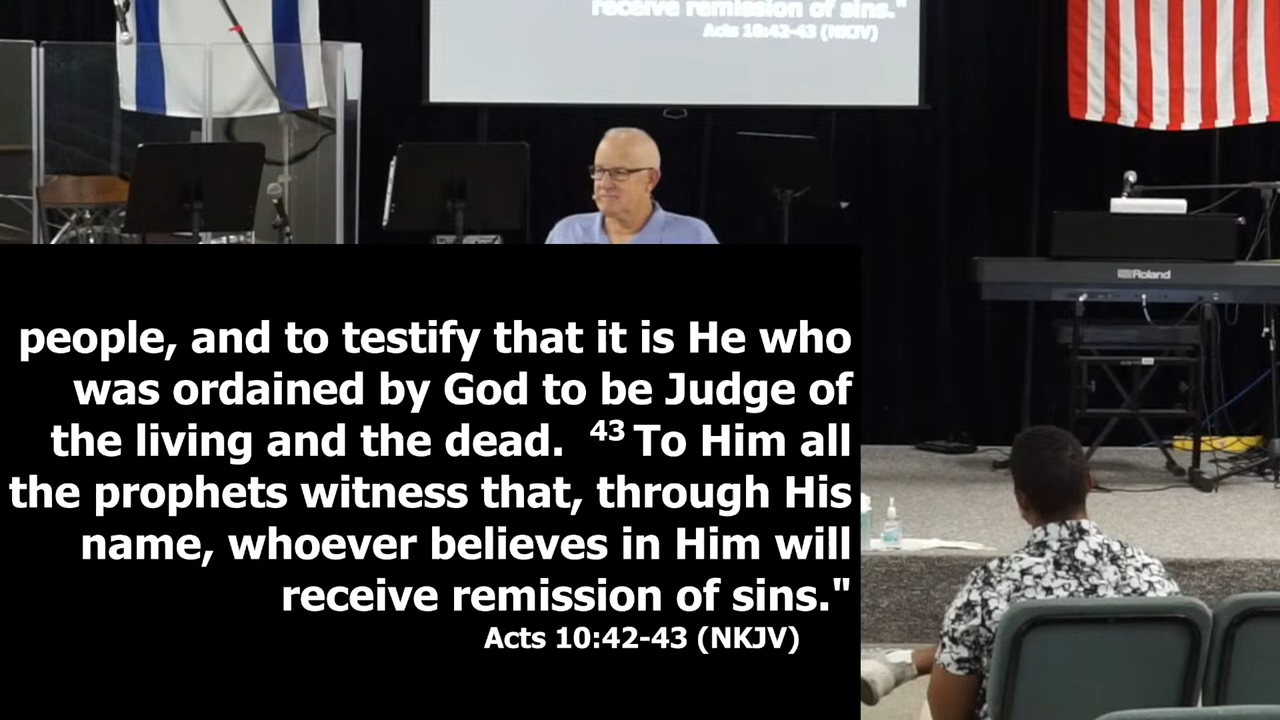 receive remission of sins."
Acts 10:42-43 (NKJV)
Roland
people, and to testify that it is He who
was ordained by God to be Judge of
the living and the dead. 43 To Him all
the prophets witness that, through His
name, whoever believes in Him will
receive remission of sins."
Acts 10:42-43 (NKJV)